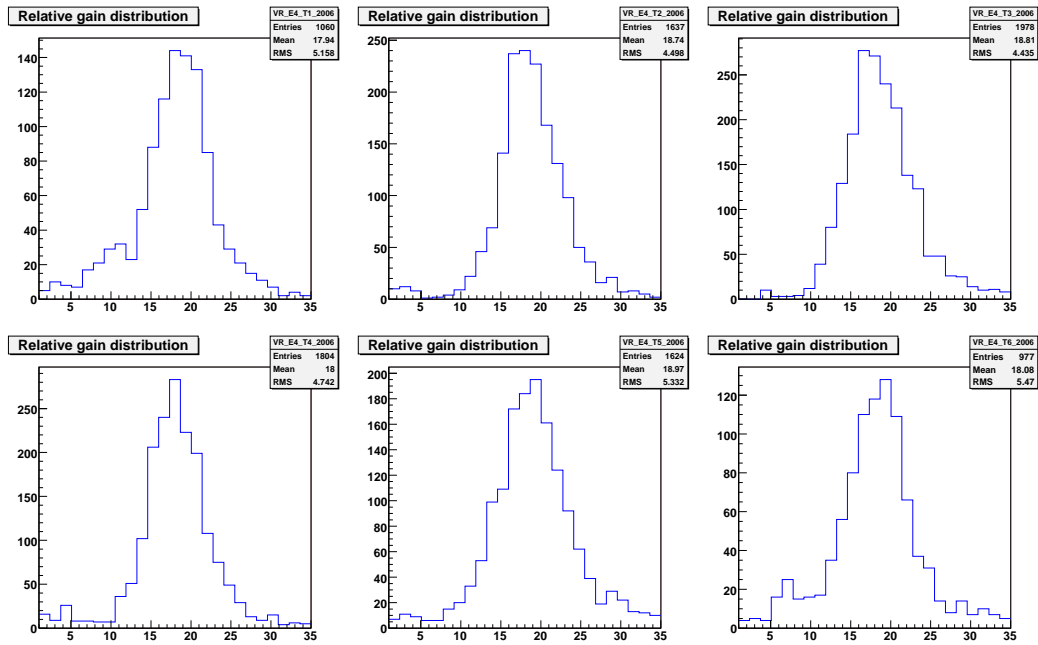 Relative gain distribution
VR_E4_T1_2006
Entries 1060
Mean 17.94
RMS 5.158
140
120
100
80
60
40
20
0
5 10 15 20 25 30 35
Relative gain distribution
VR_E4_T2_2006
Entries 1637
Mean 18.74
RMS 4.498
250
200
150
100
50
0
5 10 15 20 25 30 35
Relative gain distribution
VR_E4_T3_2006
Entries 1978
Mean 18.81
RMS 4.435
250
200
150
100
50
0
5 10 15 20 25 30 35
Relative gain distribution
VR_E4_T4_2006
Entries 1804
Mean 18
RMS 4.742
250
200
150
100
50
0
5 10 15 20 25 30 35
Relative gain distribution
VR_E4_T5_2006
Entries 1624
Mean 18.97
RMS 5.332
200
180
160
140
120
100
80
60
40
20
0
5 10 15 20 25 30 35
Relative gain distribution
VR_E4_T6_2006
Entries 977
Mean 18.08
RMS 5.47
120
100
80
60
40
20
0
5 10 15 20 25 30 35